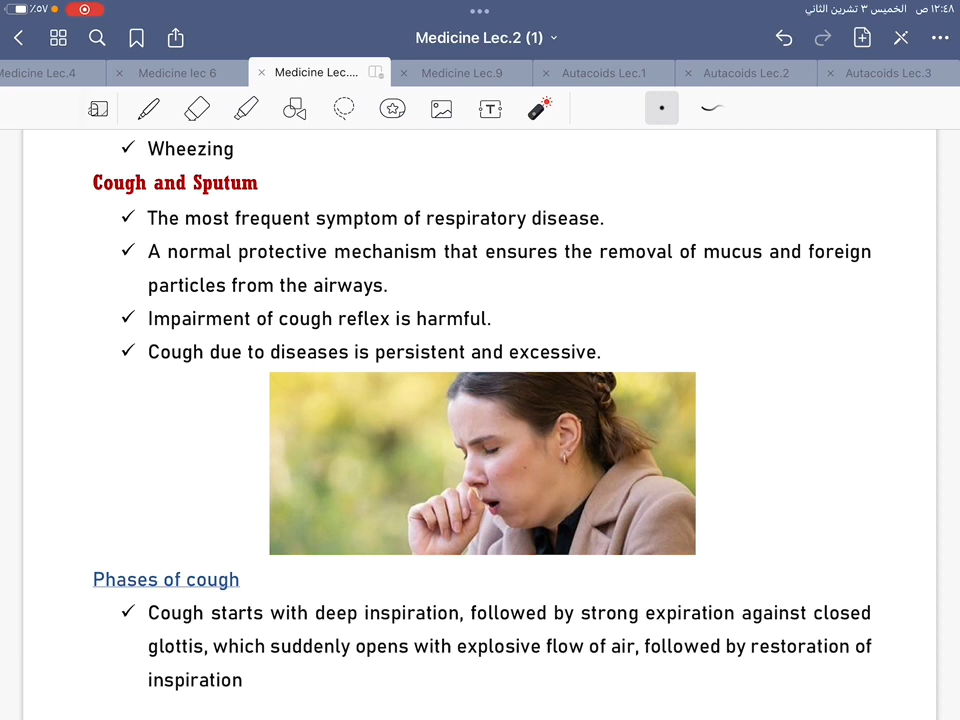 ٪٥٧
١٢:٤٨ ص الخميس ٣ تشرين الثاني
Medicine Lec.2 (1)
Medicine Lec.4
Medicine lec 6
Medicine Lec....
Medicine Lec.9
Autacoids Lec.1
Autacoids Lec.2
Autacoids Lec.3
T
✓ Wheezing
Cough and Sputum
✓ The most frequent symptom of respiratory disease.
✓ A normal protective mechanism that ensures the removal of mucus and foreign
particles from the airways.
✓ Impairment of cough reflex is harmful.
✓ Cough due to diseases is persistent and excessive.
Phases of cough
✓ Cough starts with deep inspiration, followed by strong expiration against closed
glottis, which suddenly opens with explosive flow of air, followed by restoration of
inspiration